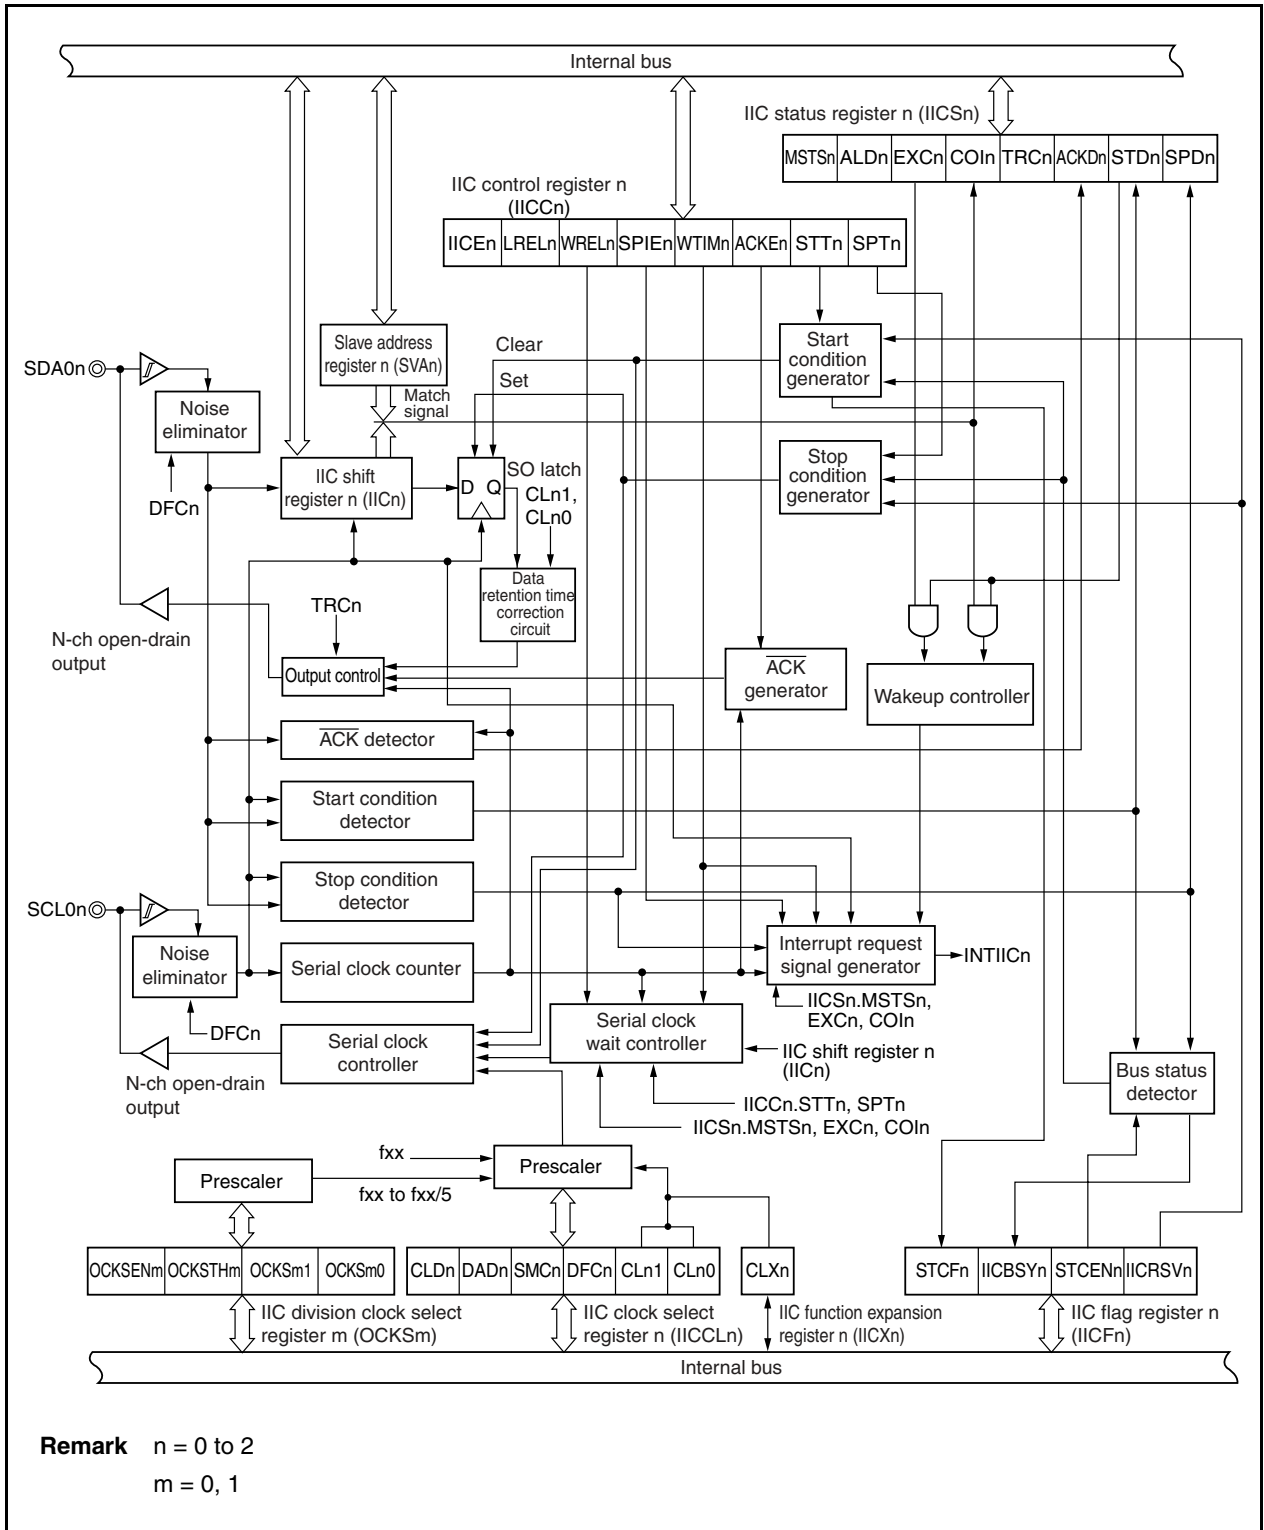 Internal bus
IIC status register n (IICSn)
MSTSn ALDn EXCn COIn TRCn ACKDn STDn SPDn
IIC control register n
(IICCn)
IICEn LRELn WRELn SPIEn WTIMn ACKEn STTn SPTn
Slave address
register n (SVAn)
Clear
Start
condition
generator
SDA0n
Set
Match
signal
Noise
eliminator
Stop
condition
generator
IIC shift
register n (IICn)
D Q
SO latch
CLn1,
CLn0
DFCn
Data
retention time
correction
circuit
TRCn
N-ch open-drain
output
Output control
ACK
generator
Wakeup controller
ACK detector
Start condition
detector
Stop condition
detector
SCL0n
Noise
eliminator
Serial clock counter
Interrupt request
signal generator
INTIICn
IICSn.MSTSn,
EXCn, COIn
DFCn
Serial clock
controller
Serial clock
wait controller
IIC shift register n
(IICn)
Bus status
detector
N-ch open-drain
output
IICCn.STTn, SPTn
IICSn.MSTSn, EXCn, COIn
fxx
Prescaler
Prescaler
fxx to fxx/5
OCKSENm OCKSTHm OCKSm1 OCKSm0
CLDn DADn SMCn DFCn CLn1 CLn0
CLXn
STCFn IICBSYn STCENn IICRSVn
IIC division clock select
register m (OCKSm)
IIC clock select
register n (IICCLn)
IIC function expansion
register n (IICXn)
IIC flag register n
(IICFn)
Internal bus
Remark n = 0 to 2
m = 0, 1